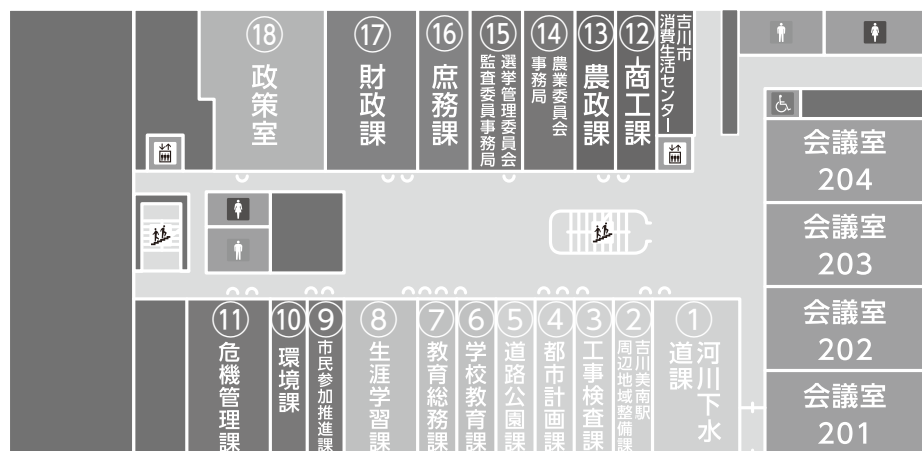 ⑱
政策室
⑰
財政課
⑯
庶務課
⑮
選挙管理委員会
監査委員事務局
⑭
農業委員会
事務局
⑬
農政課
⑫
商工課
吉川市
消費生活センター
会議室
204
会議室
203
会議室
202
会議室
201
⑪
危機管理課
⑩
環境課
⑨
市民参加推進課
⑧
生涯学習課
⑦
教育総務課
⑥
学校教育課
⑤
道路公園課
④
都市計画課
③
工事検査課
②
吉川美南駅
周辺地域整備課
①
河川下水
道課